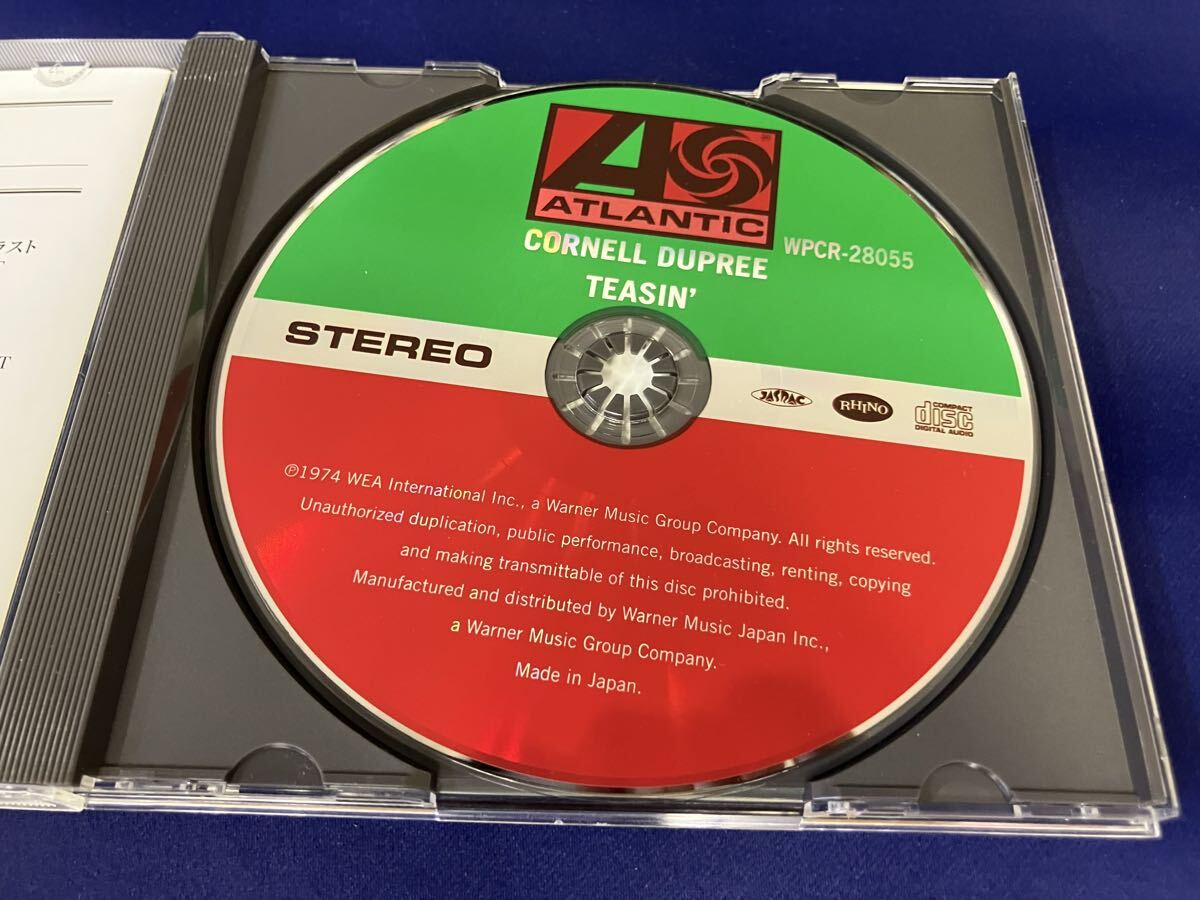 ラスト
T
ATLANTIC
CORNELL DUPREE
TEASIN'
WPCR-28055
STEREO
JASRAC
RHINO
COMPACT
disc
DIGITAL AUDIO
℗1974 WEA International Inc., a Warner Music Group Company. All rights reserved.
Unauthorized duplication, public performance, broadcasting, renting, copying
and making transmittable of this disc prohibited.
Manufactured and distributed by Warner Music Japan Inc.,
a Warner Music Group Company.
Made in Japan.